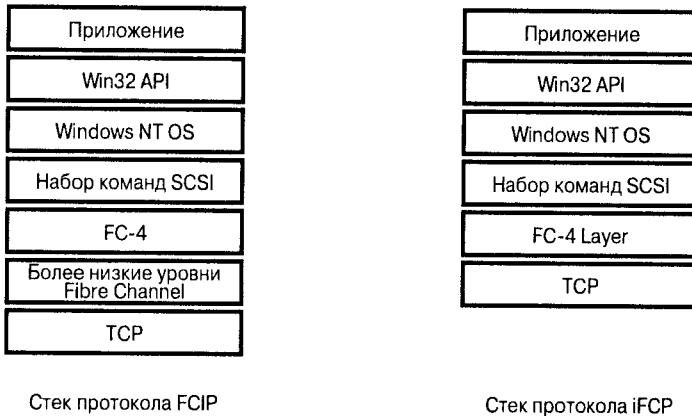 Приложение
Win32 API
Windows NT OS
Набор команд SCSI
FC-4
Более низкие уровни
Fibre Channel
TCP
Стек протокола FCIP
Приложение
Win32 API
Windows NT OS
Набор команд SCSI
FC-4 Layer
TCP
Стек протокола iFCP